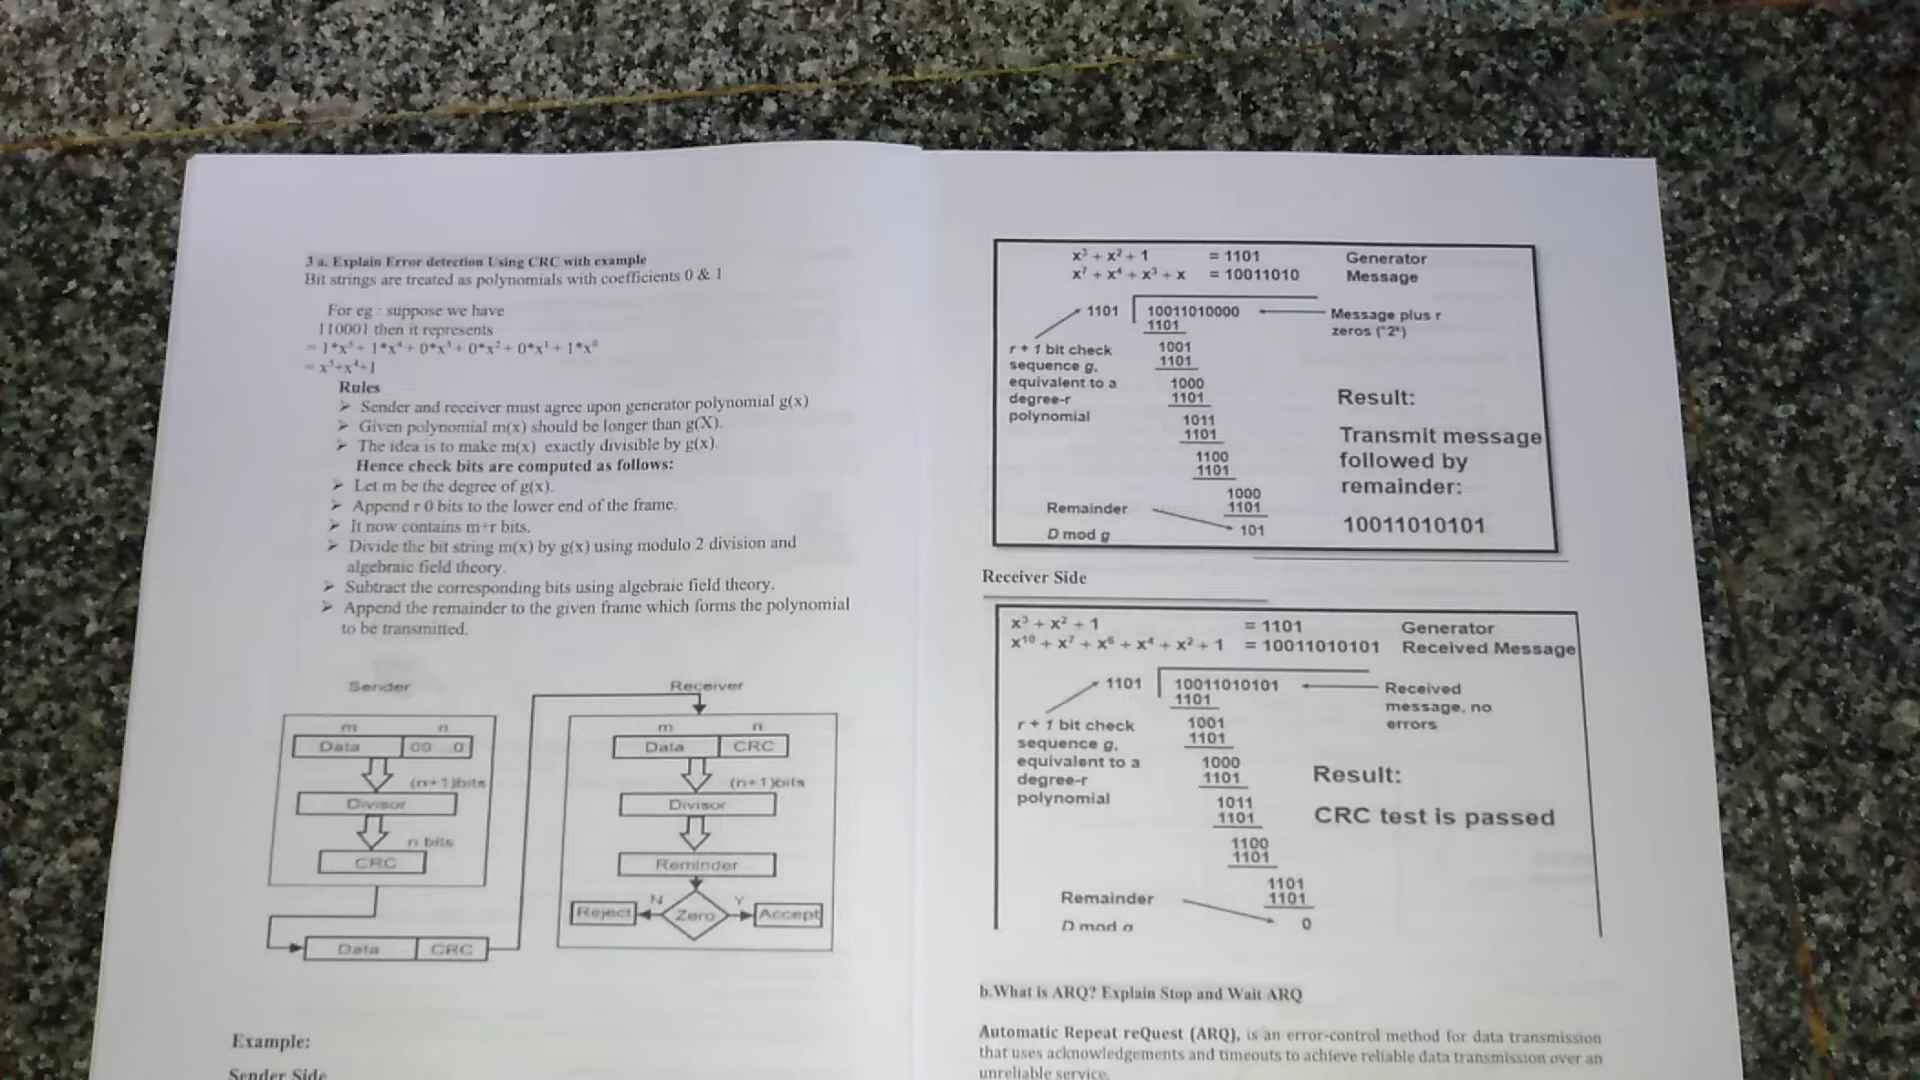 3 a. Explain Error detection Using CRC with example
Bit strings are treated as polynomials with coefficients 0 & 1
For eg : suppose we have
110001 then it represents
= 1*x⁵ + 1*x⁴ + 0*x³ + 0*x² + 0*x¹ + 1*x⁰
= x⁵+x⁴+1
Rules
➢ Sender and receiver must agree upon generator polynomial g(x)
➢ Given polynomial m(x) should be longer than g(X).
➢ The idea is to make m(x) exactly divisible by g(x).
Hence check bits are computed as follows:
➢ Let m be the degree of g(x).
➢ Append r 0 bits to the lower end of the frame.
➢ It now contains m+r bits.
➢ Divide the bit string m(x) by g(x) using modulo 2 division and
algebraic field theory.
➢ Subtract the corresponding bits using algebraic field theory.
➢ Append the remainder to the given frame which forms the polynomial
to be transmitted.
Sender
m n
Data 00 0
(n+1)bits
Divisor
n bits
CRC
Data CRC
Receiver
m n
Data CRC
(n+1)bits
Divisor
Reminder
N Y
Reject Zero Accept
Example:
Sender Side
x³ + x² + 1 = 1101 Generator
x⁷ + x⁴ + x³ + x = 10011010 Message
1101 10011010000 Message plus r
1101 zeros (*2ᵏ)
r + 1 bit check 1001
sequence g, 1101
equivalent to a 1000
degree-r 1101
polynomial 1011
1101
1100
1101
1000
Remainder 1101
D mod g 101
Result:
Transmit message
followed by
remainder:
10011010101
Receiver Side
x³ + x² + 1 = 1101 Generator
x¹⁰ + x⁷ + x⁶ + x⁴ + x² + 1 = 10011010101 Received Message
1101 10011010101 Received
1101 message, no
errors
r + 1 bit check 1001
sequence g, 1101
equivalent to a 1000
degree-r 1101
polynomial 1011
1101
1100
1101
1101
Remainder 1101
D mod g 0
Result:
CRC test is passed
b.What is ARQ? Explain Stop and Wait ARQ
Automatic Repeat reQuest (ARQ), is an error-control method for data transmission
that uses acknowledgements and timeouts to achieve reliable data transmission over an
unreliable service.